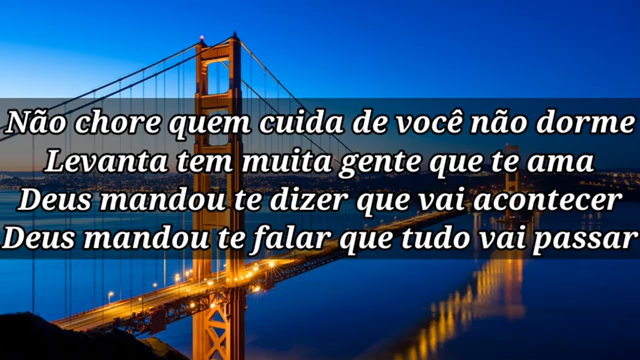 Não chore quem cuida de você não dorme
Levanta tem muita gente que te ama
Deus mandou te dizer que vai acontecer
Deus mandou te falar que tudo vai passar